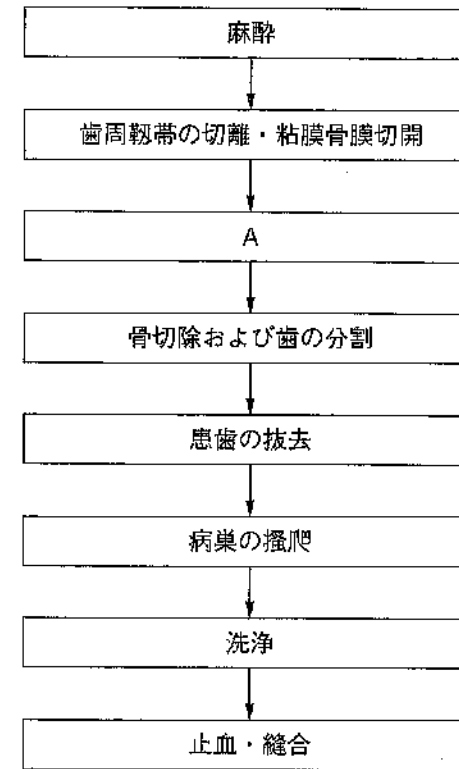 麻酔
歯周靱帯の切離・粘膜骨膜切開
A
骨切除および歯の分割
患歯の抜去
病巣の搔爬
洗浄
止血・縫合